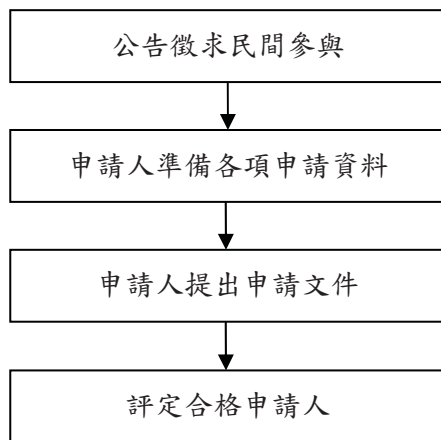 公告徵求民間參與
申請人準備各項申請資料
申請人提出申請文件
評定合格申請人